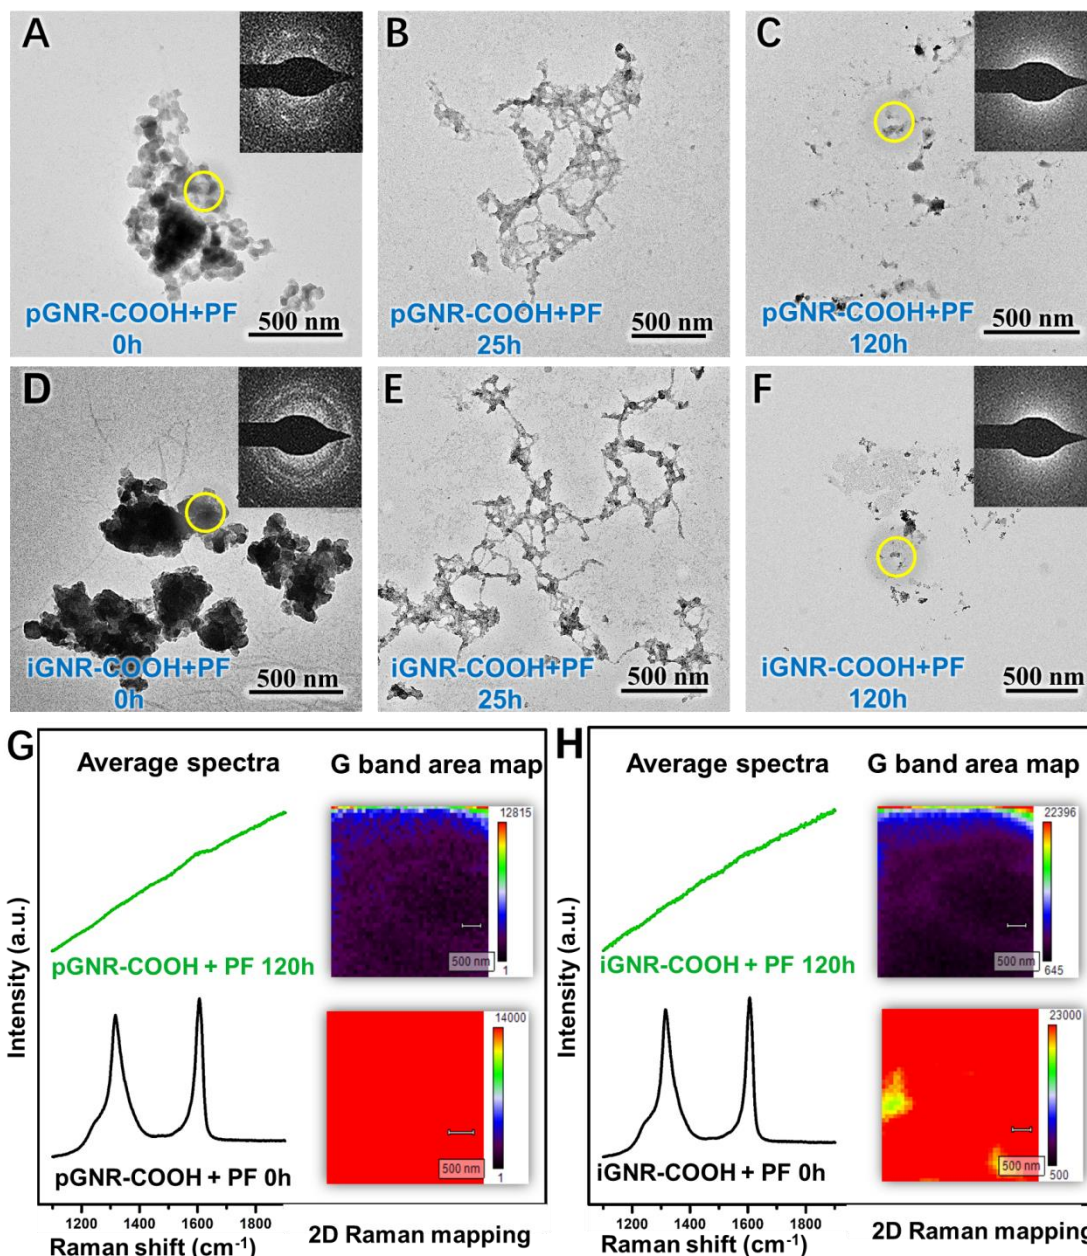 A
pGNR-COOH+PF
0h
500 nm
B
pGNR-COOH+PF
25h
500 nm
C
pGNR-COOH+PF
120h
500 nm
D
iGNR-COOH+PF
0h
500 nm
E
iGNR-COOH+PF
25h
500 nm
F
iGNR-COOH+PF
120h
500 nm
G
Average spectra
G band area map
12815
500 nm
1
pGNR-COOH + PF 120h
14000
500 nm
1
pGNR-COOH + PF 0h
Intensity (a.u.)
1200 1400 1600 1800
Raman shift (cm⁻¹)
2D Raman mapping
H
Average spectra
G band area map
22396
500 nm
645
iGNR-COOH + PF 120h
23000
500 nm
500
iGNR-COOH + PF 0h
Intensity (a.u.)
1200 1400 1600 1800
Raman shift (cm⁻¹)
2D Raman mapping